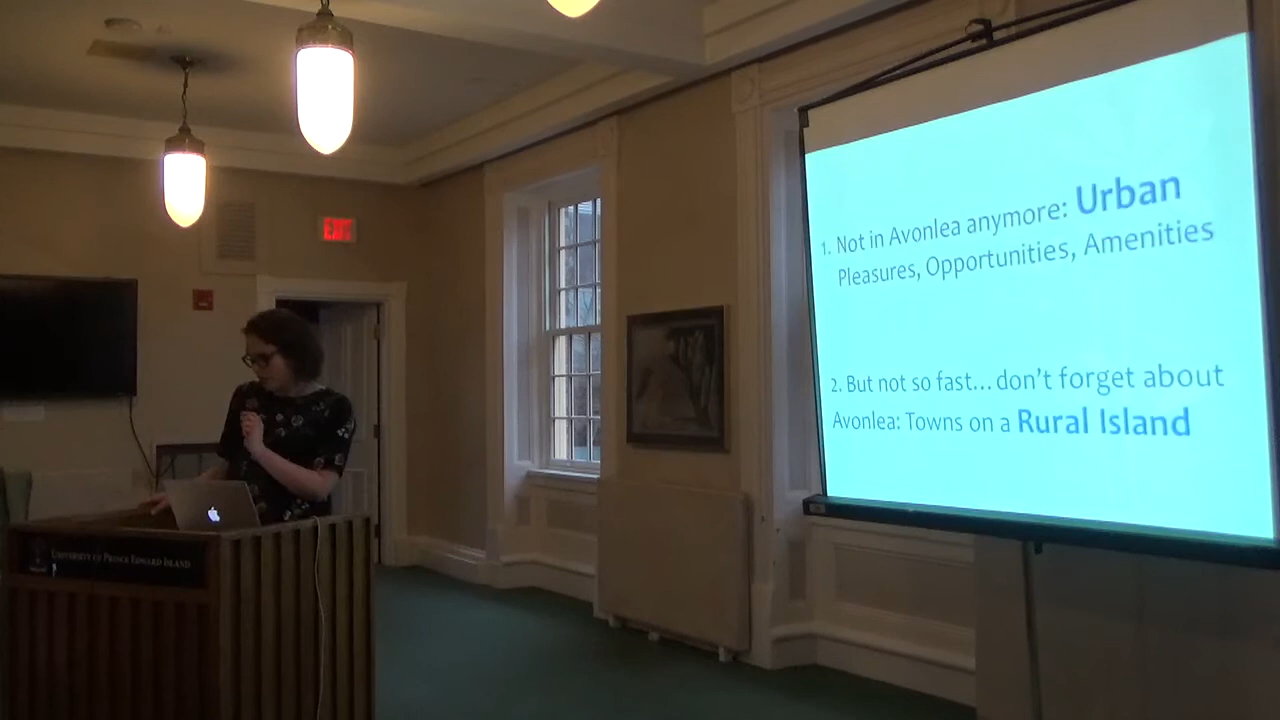 EXIT
1. Not in Avonlea anymore: Urban
Pleasures, Opportunities, Amenities
2. But not so fast... don't forget about
Avonlea: Towns on a Rural Island
UNIVERSITY OF PRINCE EDWARD ISLAND